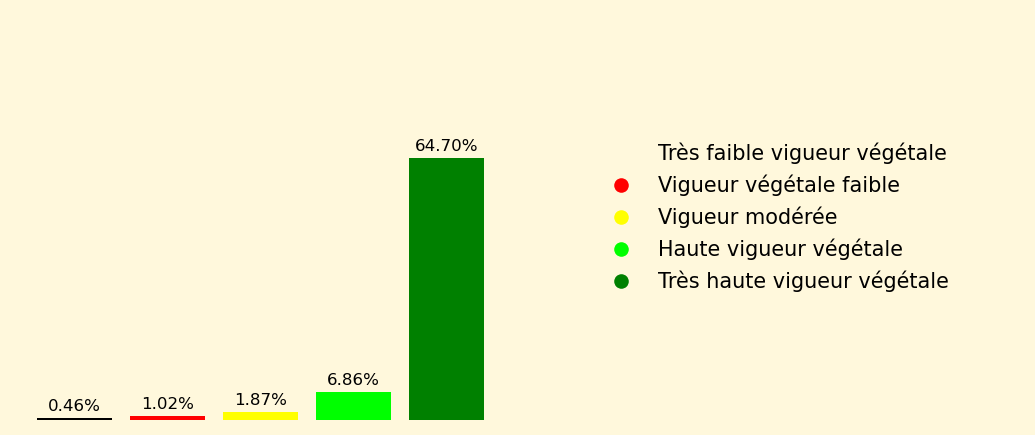 64.70%
6.86%
1.87%
1.02%
0.46%
Très faible vigueur végétale
Vigueur végétale faible
Vigueur modérée
Haute vigueur végétale
Très haute vigueur végétale